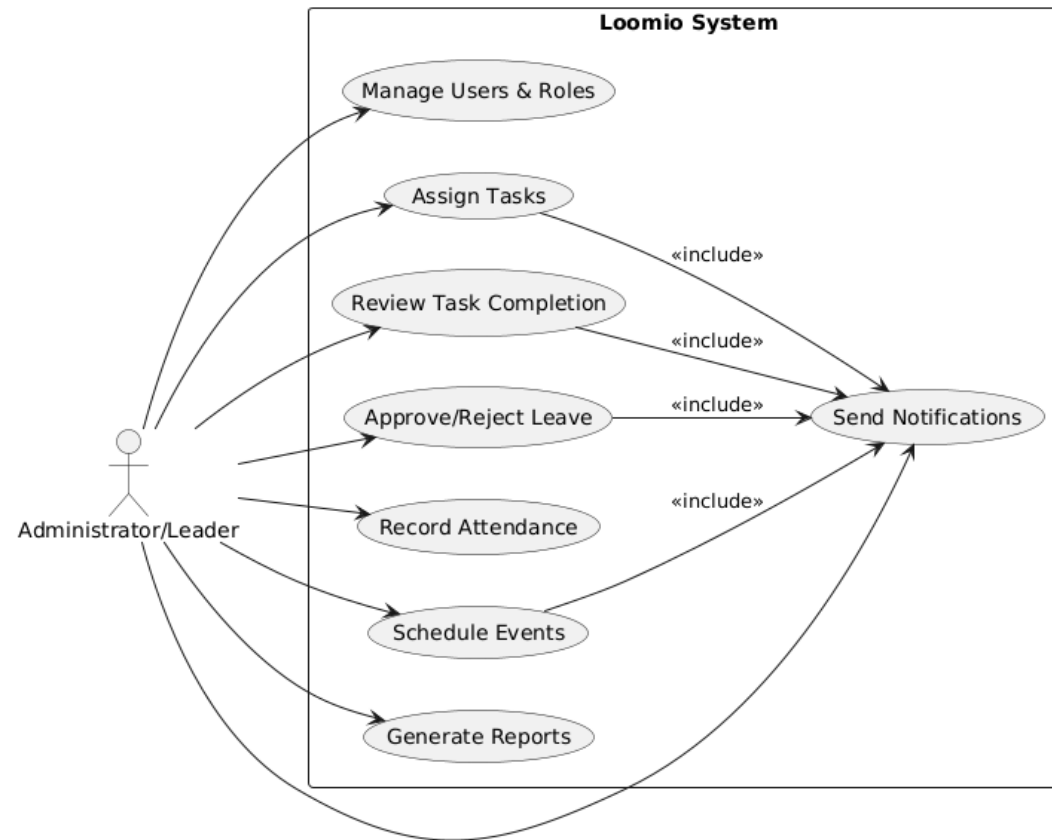 Loomio System
Manage Users & Roles
Assign Tasks
«include»
Review Task Completion
«include»
Approve/Reject Leave
«include»
Send Notifications
Administrator/Leader
Record Attendance
«include»
Schedule Events
Generate Reports